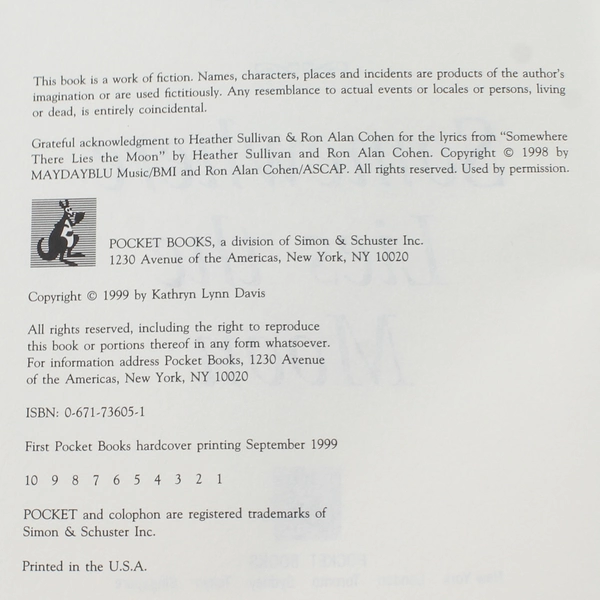 This book is a work of fiction. Names, characters, places and incidents are products of the author's
imagination or are used fictitiously. Any resemblance to actual events or locales or persons, living
or dead, is entirely coincidental.
Grateful acknowledgment to Heather Sullivan & Ron Alan Cohen for the lyrics from "Somewhere
There Lies the Moon" by Heather Sullivan and Ron Alan Cohen. Copyright © 1998 by
MAYDAYBLU Music/BMI and Ron Alan Cohen/ASCAP. All rights reserved. Used by permission.
POCKET BOOKS, a division of Simon & Schuster Inc.
1230 Avenue of the Americas, New York, NY 10020
Copyright © 1999 by Kathryn Lynn Davis
All rights reserved, including the right to reproduce
this book or portions thereof in any form whatsoever.
For information address Pocket Books, 1230 Avenue
of the Americas, New York, NY 10020
ISBN: 0-671-73605-1
First Pocket Books hardcover printing September 1999
10 9 8 7 6 5 4 3 2 1
POCKET and colophon are registered trademarks of
Simon & Schuster Inc.
Printed in the U.S.A.